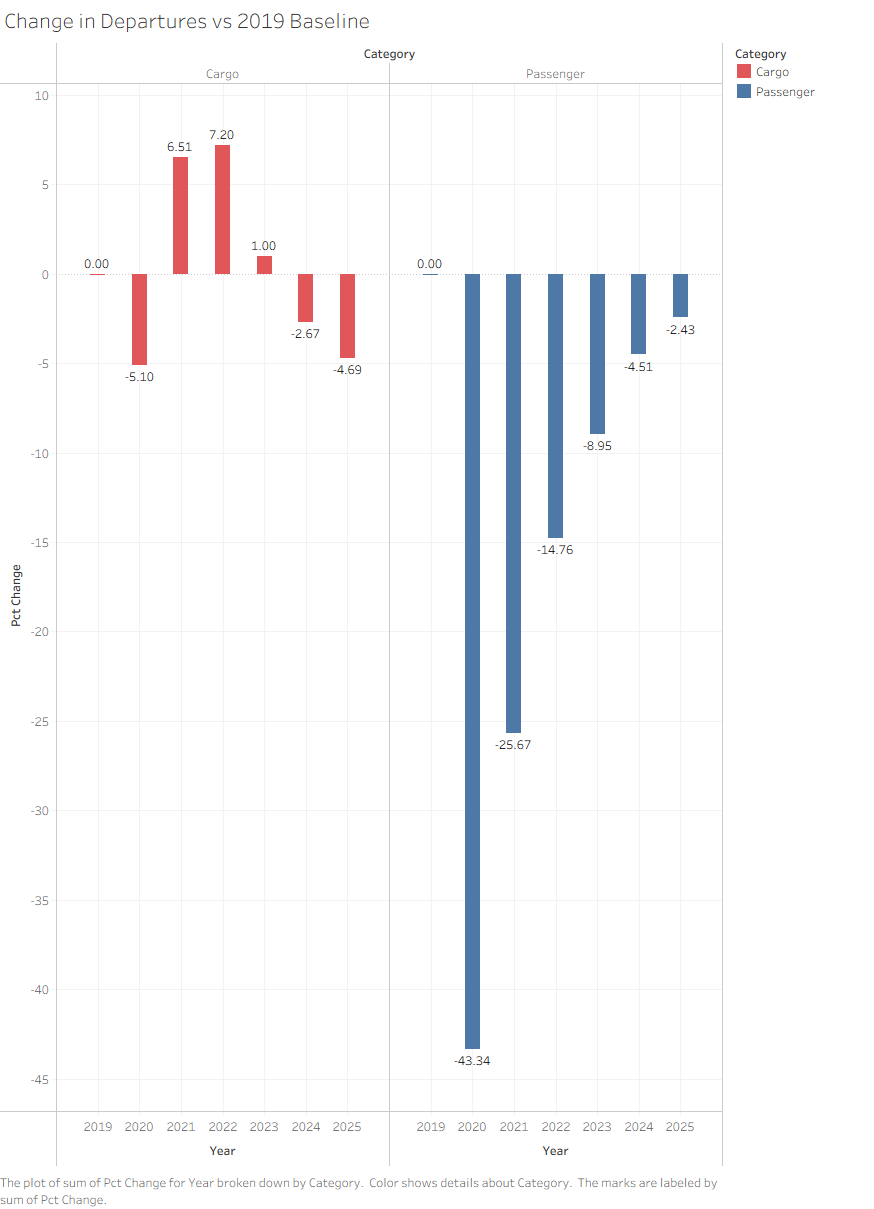 Change in Departures vs 2019 Baseline
Category
Cargo Passenger
10
5
0
-5
-10
-15
-20
-25
-30
-35
-40
-45
Pct Change
0.00
-5.10
6.51
7.20
1.00
-2.67
-4.69
0.00
-43.34
-25.67
-14.76
-8.95
-4.51
-2.43
2019 2020 2021 2022 2023 2024 2025 2019 2020 2021 2022 2023 2024 2025
Year Year
Category
Cargo
Passenger
The plot of sum of Pct Change for Year broken down by Category.  Color shows details about Category.  The marks are labeled by
sum of Pct Change.